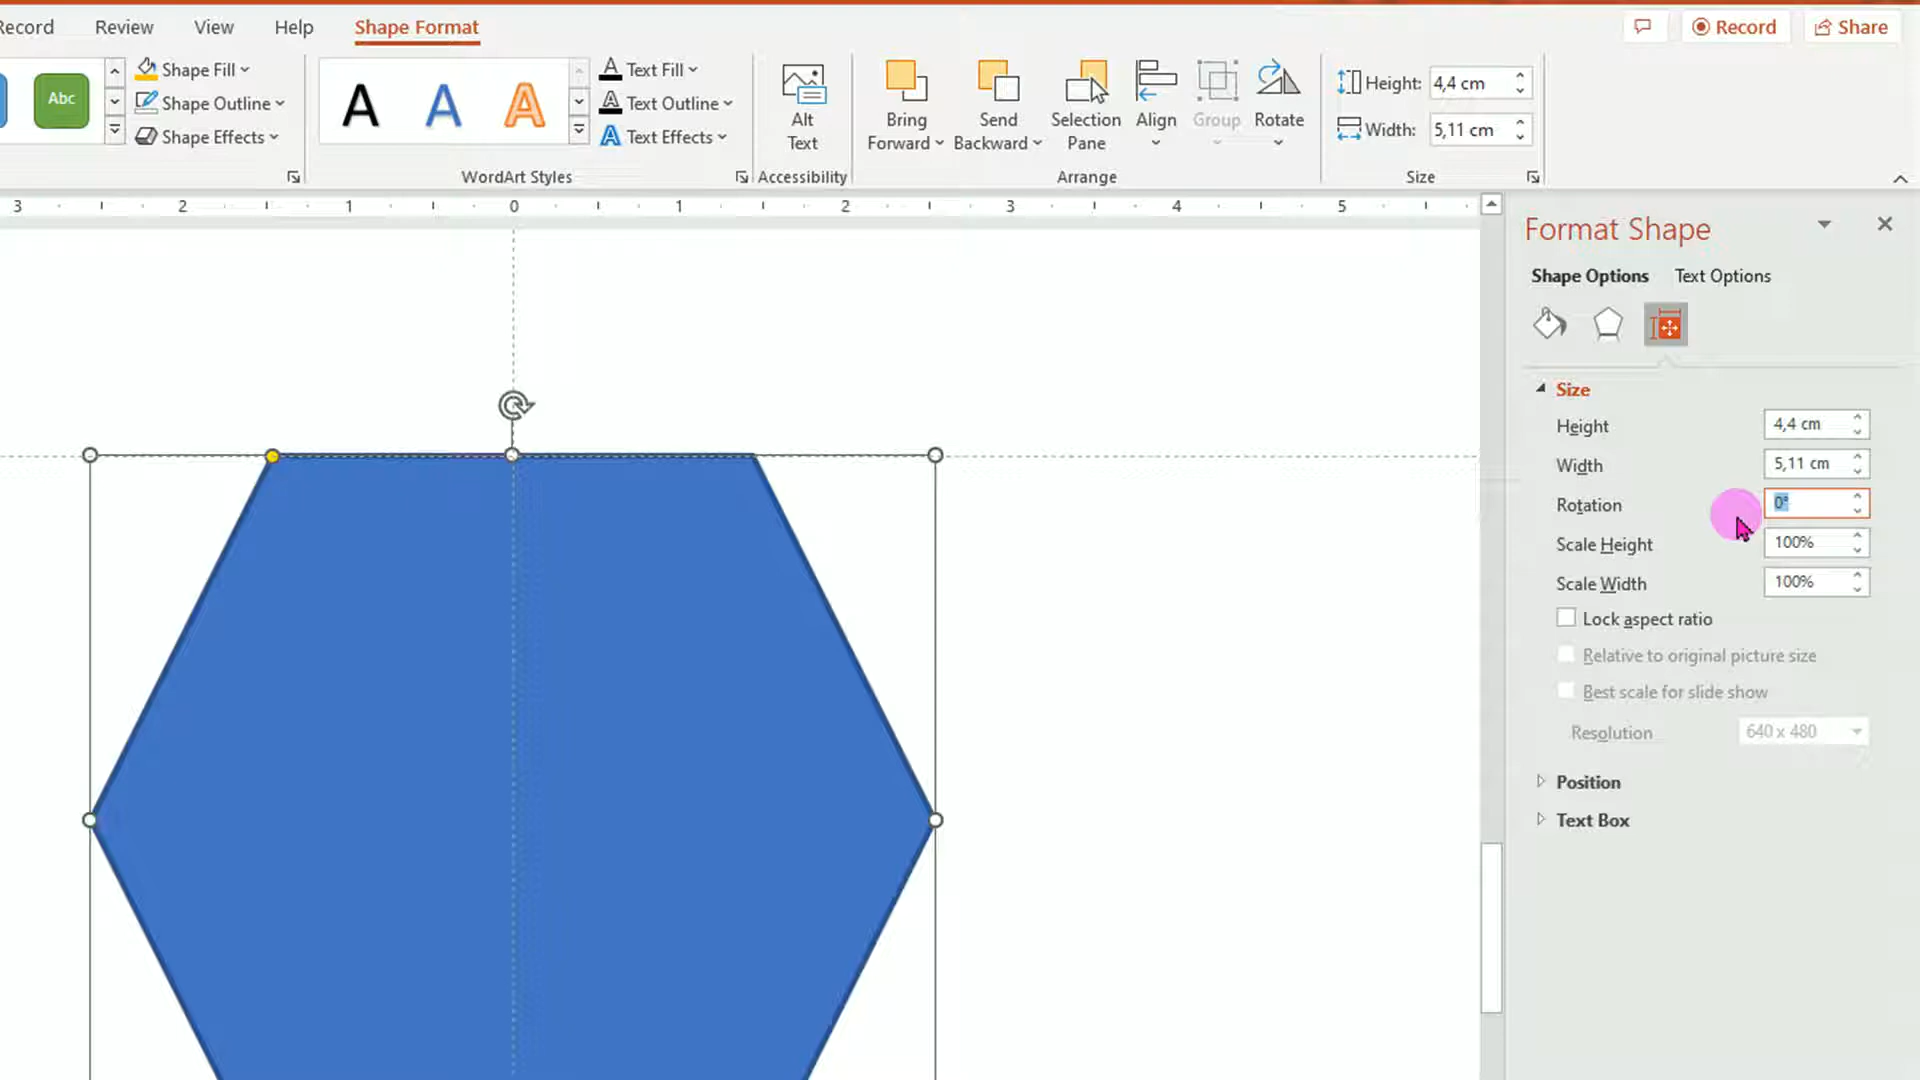 Record Review View Help Shape Format Record Share
Abc Shape Fill A A A A Text Fill Height: 4,4 cm
Shape Outline A Text Outline Alt Text Bring Forward Send Backward Selection Pane Align Group Rotate
Shape Effects A Text Effects Width: 5,11 cm
WordArt Styles Accessibility Arrange Size
3 2 1 0 1 2 3 4 5
Format Shape
Shape Options Text Options
Size
Height 4,4 cm
Width 5,11 cm
Rotation 0°
Scale Height 100%
Scale Width 100%
Lock aspect ratio
Relative to original picture size
Best scale for slide show
Resolution 640 x 480
Position
Text Box